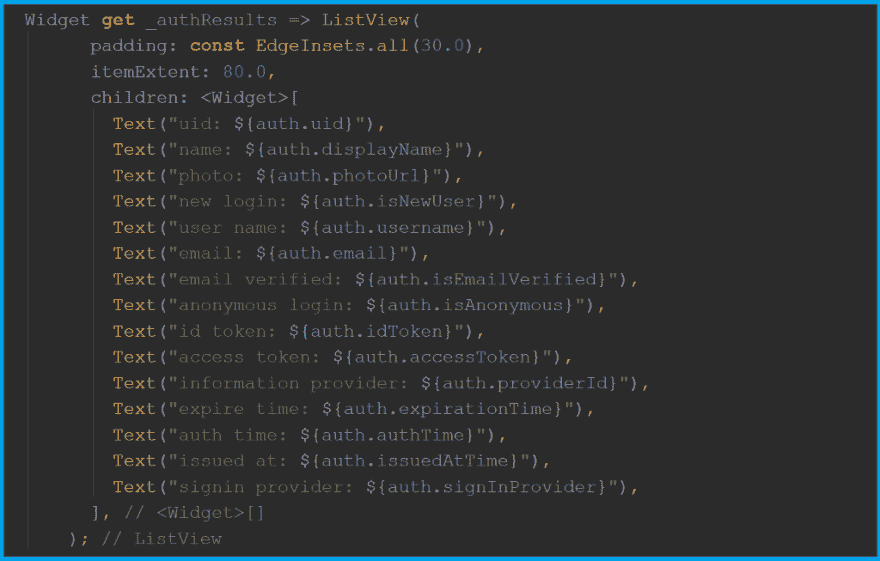 Widget get _authResults => ListView(
padding: const EdgeInsets.all(30.0),
itemExtent: 80.0,
children: <Widget>[
Text("uid: ${auth.uid}"),
Text("name: ${auth.displayName}"),
Text("photo: ${auth.photoUrl}"),
Text("new login: ${auth.isNewUser}"),
Text("user name: ${auth.username}"),
Text("email: ${auth.email}"),
Text("email verified: ${auth.isEmailVerified}"),
Text("anonymous login: ${auth.isAnonymous}"),
Text("id token: ${auth.idToken}"),
Text("access token: ${auth.accessToken}"),
Text("information provider: ${auth.providerId}"),
Text("expire time: ${auth.expirationTime}"),
Text("auth time: ${auth.authTime}"),
Text("issued at: ${auth.issuedAtTime}"),
Text("signin provider: ${auth.signInProvider}"),
], // <Widget>[]
); // ListView